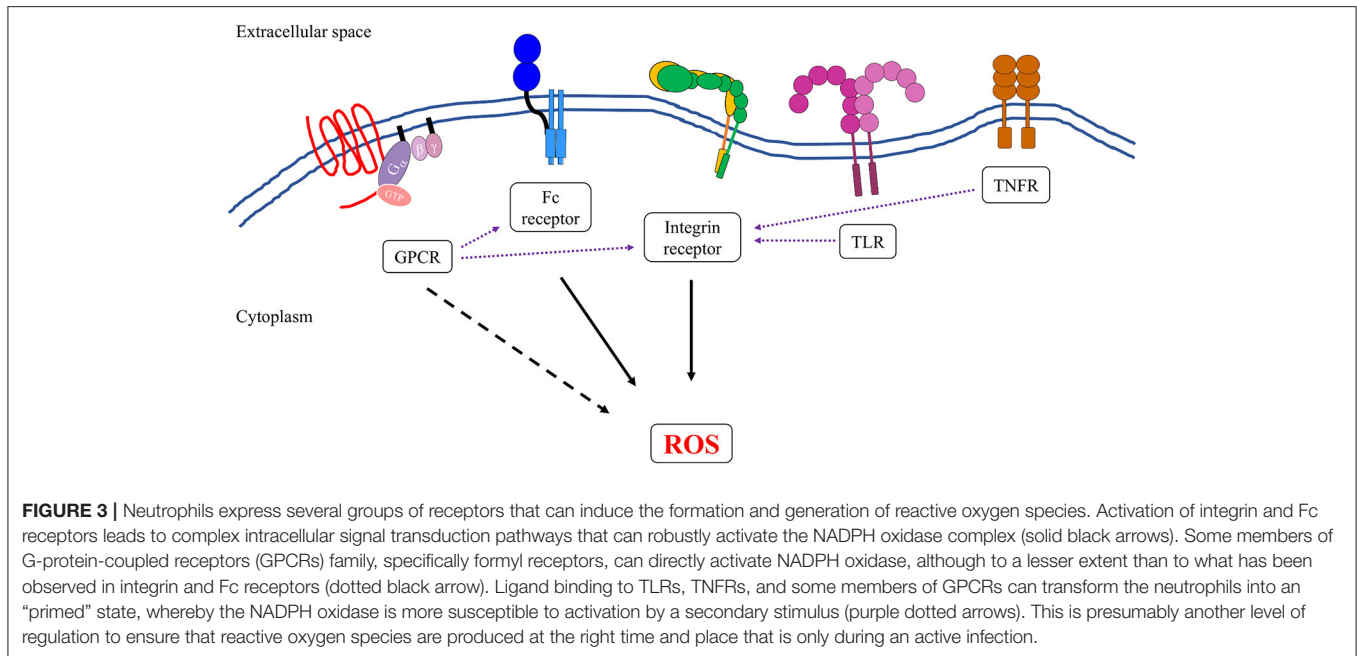 Extracellular space
Gα
β
γ
GTP
Fc
receptor
Integrin
receptor
TNFR
TLR
GPCR
Cytoplasm
ROS
FIGURE 3 | Neutrophils express several groups of receptors that can induce the formation and generation of reactive oxygen species. Activation of integrin and Fc
receptors leads to complex intracellular signal transduction pathways that can robustly activate the NADPH oxidase complex (solid black arrows). Some members of
G-protein-coupled receptors (GPCRs) family, specifically formyl receptors, can directly activate NADPH oxidase, although to a lesser extent than to what has been
observed in integrin and Fc receptors (dotted black arrow). Ligand binding to TLRs, TNFRs, and some members of GPCRs can transform the neutrophils into an
“primed” state, whereby the NADPH oxidase is more susceptible to activation by a secondary stimulus (purple dotted arrows). This is presumably another level of
regulation to ensure that reactive oxygen species are produced at the right time and place that is only during an active infection.